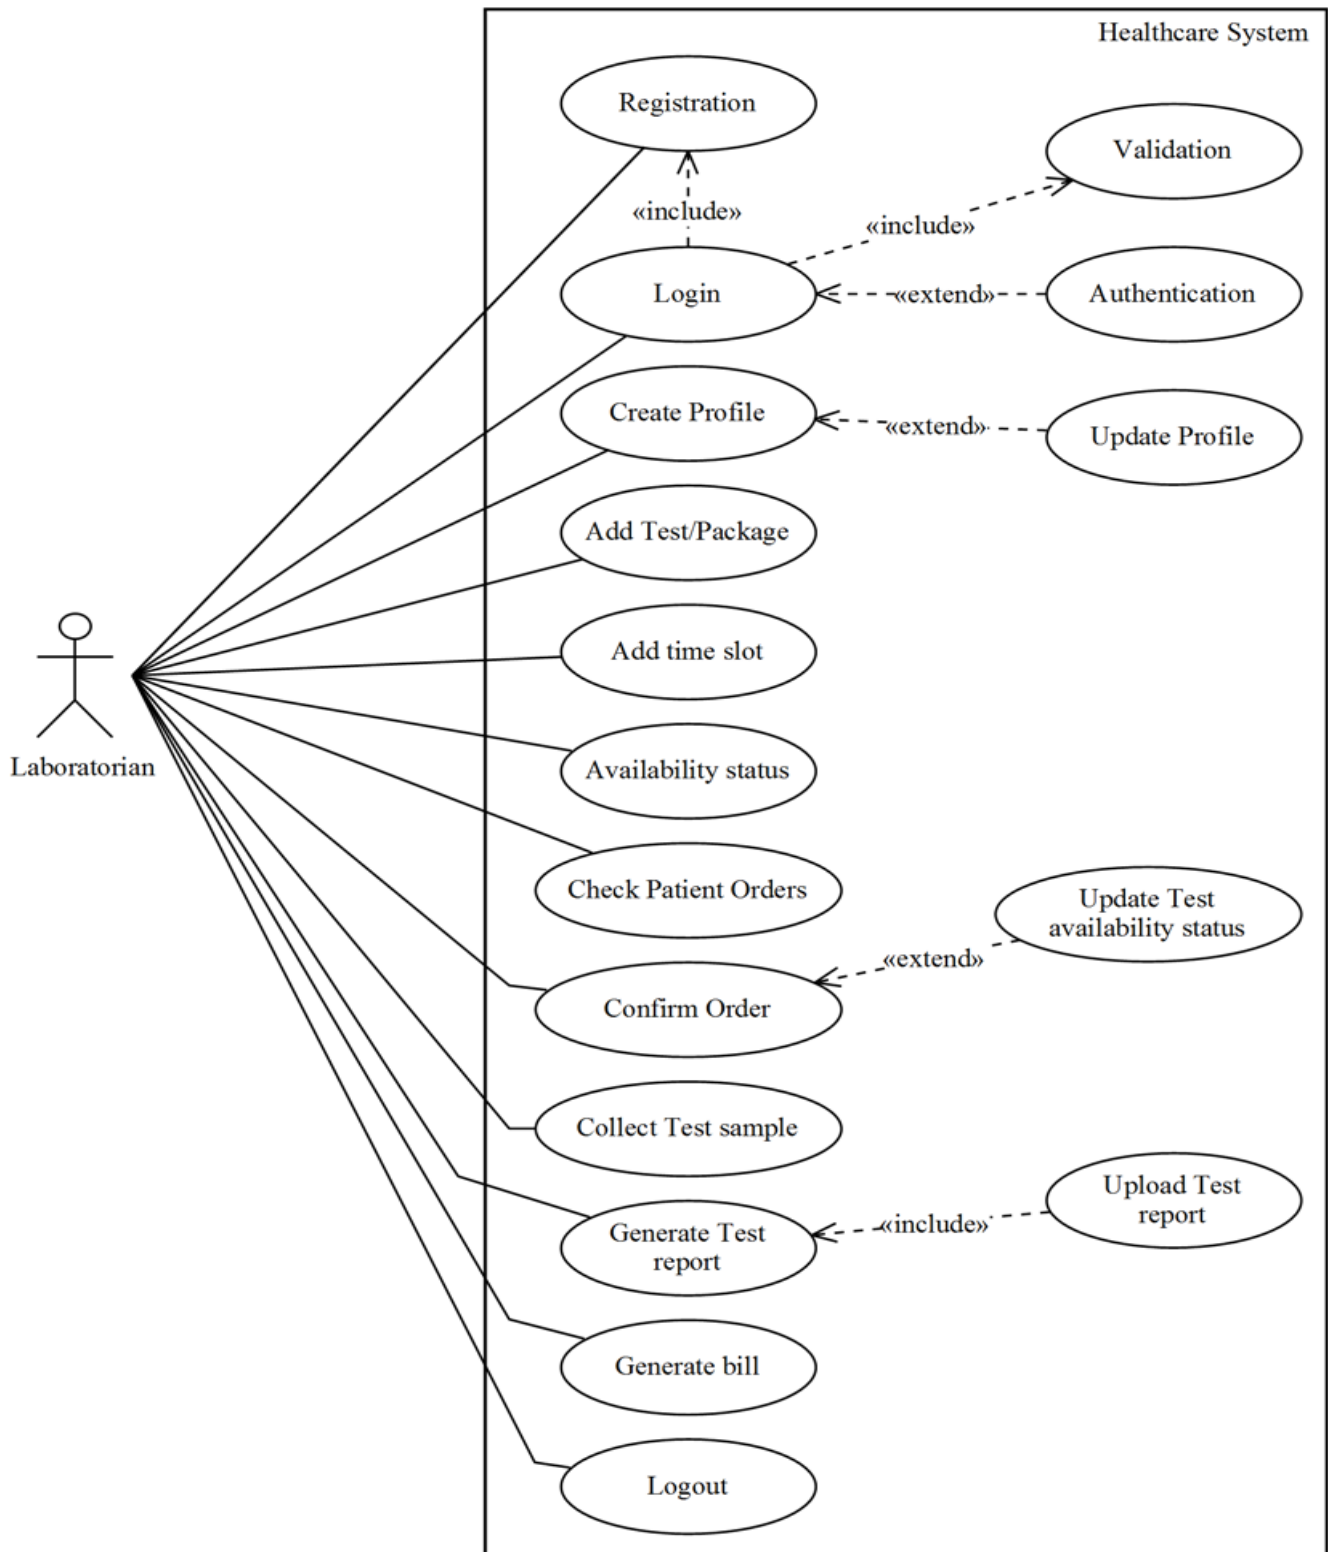 Healthcare System
Registration
Validation
«include»
«include»
Login
«extend»
Authentication
Create Profile
«extend»
Update Profile
Add Test/Package
Add time slot
Laboratorian
Availability status
Check Patient Orders
Update Test
availability status
«extend»
Confirm Order
Collect Test sample
Upload Test
report
«include»
Generate Test
report
Generate bill
Logout